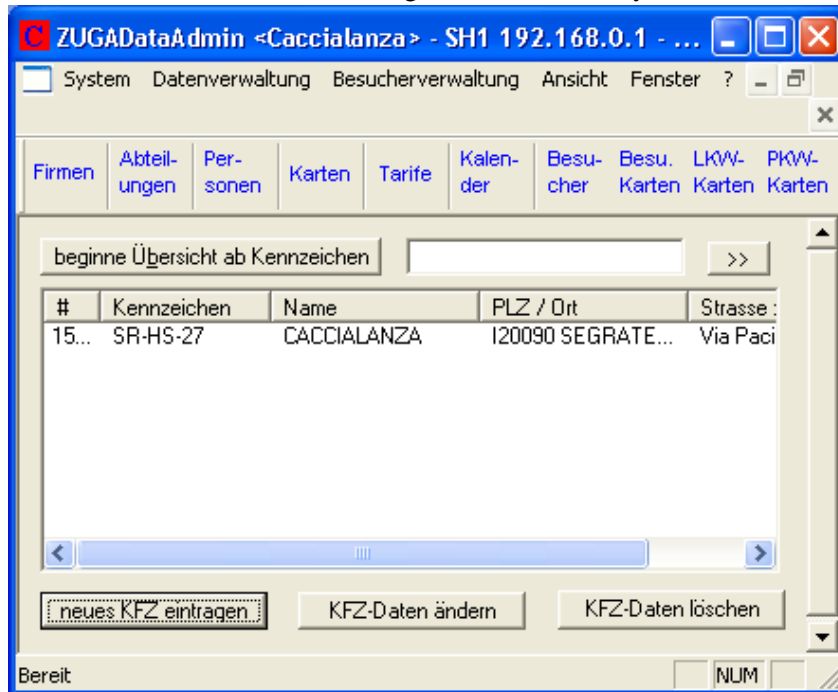 C ZUGADataAdmin <Caccialanza> - SH1 192.168.0.1 - ...
System Datenverwaltung Besucherverwaltung Ansicht Fenster ?
Firmen Abteil-ungen Per-sonen Karten Tarife Kalen-der Besu-cher Besu. Karten LKW-Karten PKW-Karten
beginne Übersicht ab Kennzeichen >>
# Kennzeichen Name PLZ / Ort Strasse :
15... SR-HS-27 CACCIALANZA I20090 SEGRATE... Via Paci
neues KFZ eintragen KFZ-Daten ändern KFZ-Daten löschen
Bereit NUM